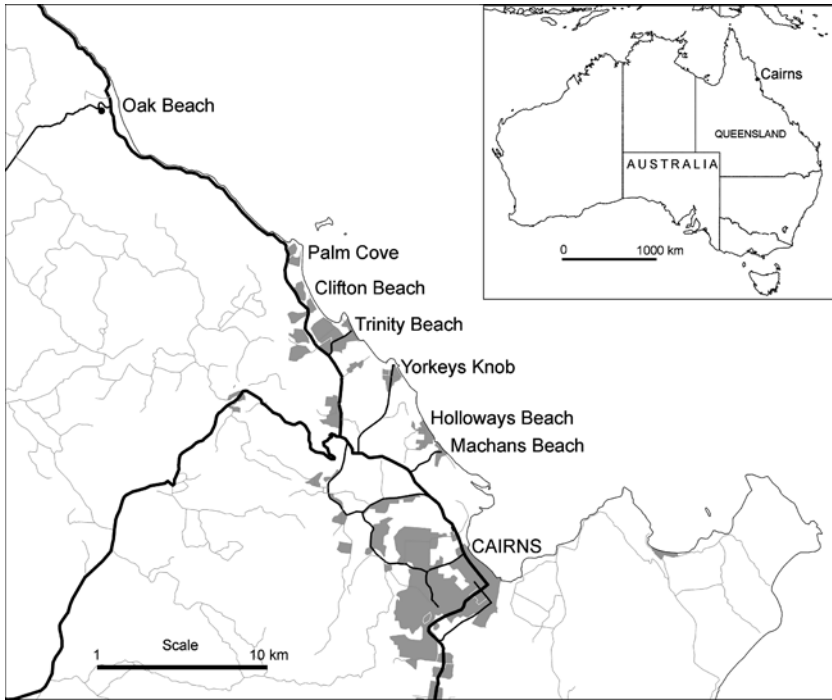 Oak Beach
Palm Cove
Clifton Beach
Trinity Beach
Yorkeys Knob
Holloways Beach
Machans Beach
CAIRNS
Scale
1 10 km
Cairns
QUEENSLAND
AUSTRALIA
0 1000 km